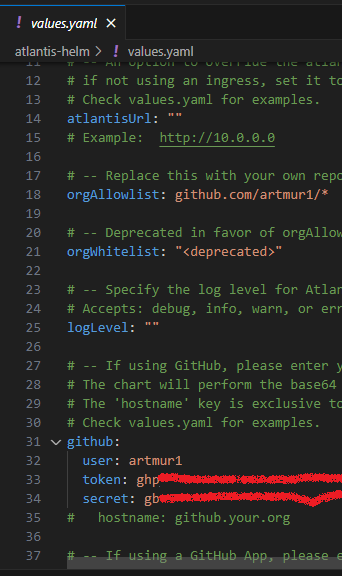 values.yaml
atlantis-helm > values.yaml
11 # -- An option to override the atla
12 # if not using an ingress, set it to
13 # Check values.yaml for examples.
14 atlantisUrl: ""
15 # Example:  http://10.0.0.0
16
17 # -- Replace this with your own repo
18 orgAllowlist: github.com/artmur1/*
19
20 # -- Deprecated in favor of orgAllow
21 orgWhitelist: "<deprecated>"
22
23 # -- Specify the log level for Atlan
24 # Accepts: debug, info, warn, or err
25 logLevel: ""
26
27 # -- If using GitHub, please enter y
28 # The chart will perform the base64
29 # The 'hostname' key is exclusive to
30 # Check values.yaml for examples.
31 github:
32   user: artmur1
33   token: ghp
34   secret: gb
35 #   hostname: github.your.org
36
37 # -- If using a GitHub App, please e